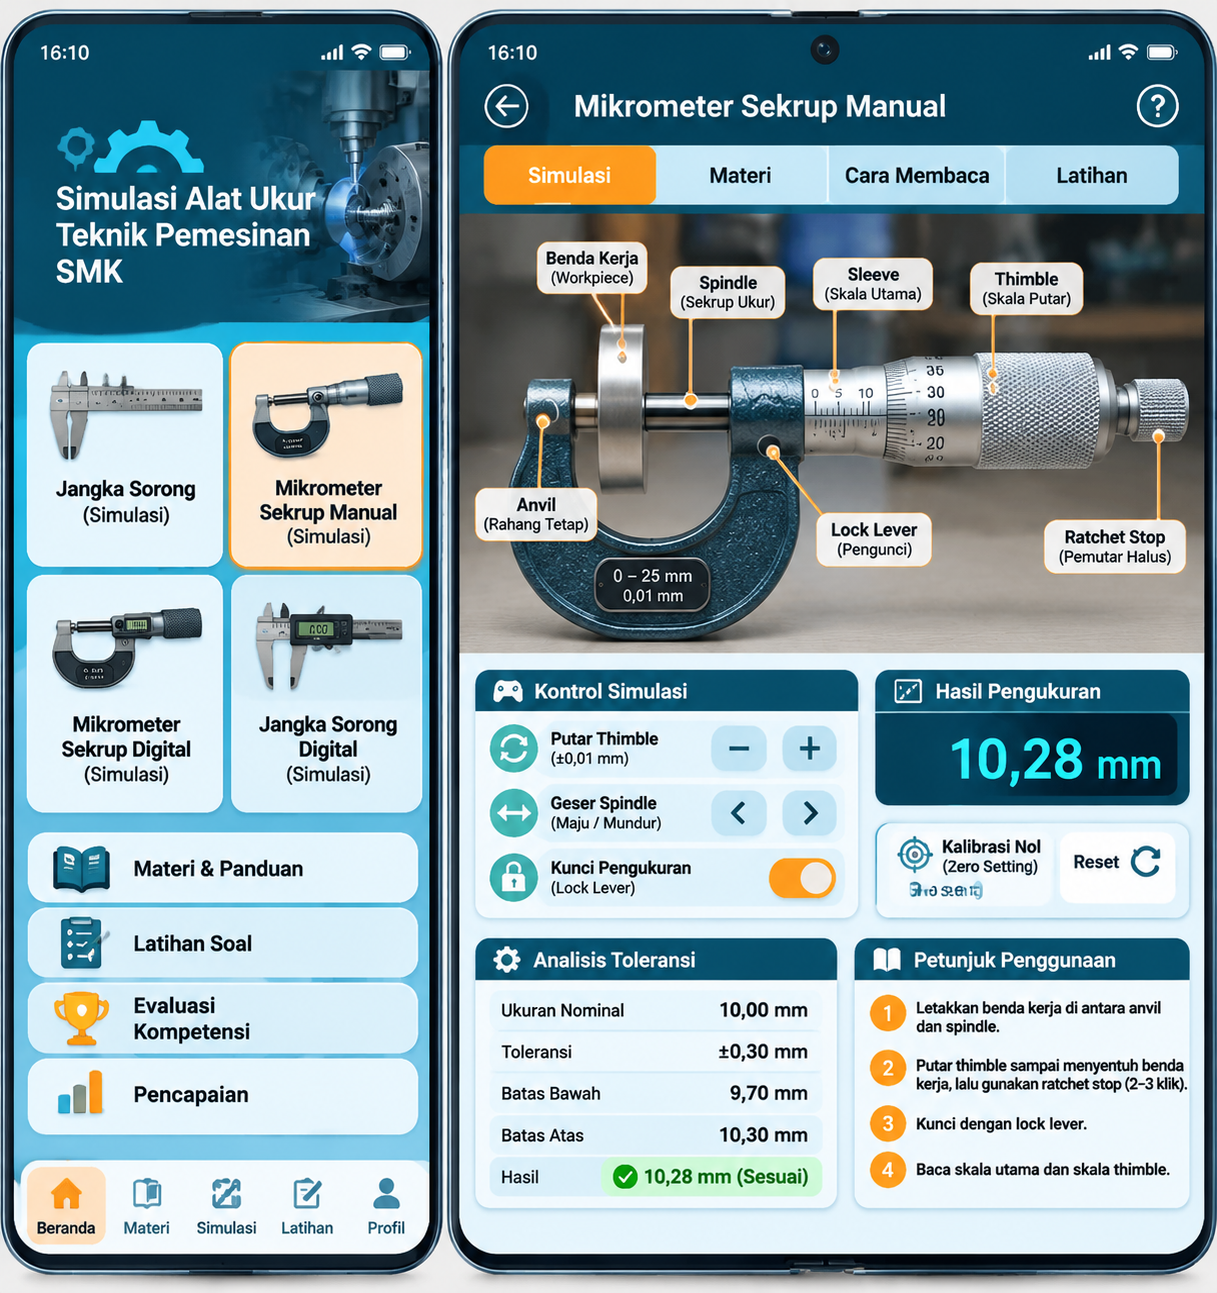 16:10
Simulasi Alat Ukur
Teknik Pemesinan
SMK
Jangka Sorong
(Simulasi)
Mikrometer
Sekrup Manual
(Simulasi)
Mikrometer
Sekrup Digital
(Simulasi)
Jangka Sorong
Digital
(Simulasi)
Materi & Panduan
Latihan Soal
Evaluasi
Kompetensi
Pencapaian
Beranda
Materi
Simulasi
Latihan
Profil
16:10
Mikrometer Sekrup Manual
?
Simulasi
Materi
Cara Membaca
Latihan
Benda Kerja
(Workpiece)
Spindle
(Sekrup Ukur)
Sleeve
(Skala Utama)
Thimble
(Skala Putar)
0 5 10
30
20
Anvil
(Rahang Tetap)
Lock Lever
(Pengunci)
Ratchet Stop
(Pemutar Halus)
0 – 25 mm
0,01 mm
Kontrol Simulasi
Putar Thimble
(±0,01 mm)
− +
Geser Spindle
(Maju / Mundur)
< >
Kunci Pengukuran
(Lock Lever)
Hasil Pengukuran
10,28 mm
Kalibrasi Nol
(Zero Setting)
Reset
Analisis Toleransi
Ukuran Nominal 10,00 mm
Toleransi ±0,30 mm
Batas Bawah 9,70 mm
Batas Atas 10,30 mm
Hasil 10,28 mm (Sesuai)
Petunjuk Penggunaan
1 Letakkan benda kerja di antara anvil
dan spindle.
2 Putar thimble sampai menyentuh benda
kerja, lalu gunakan ratchet stop (2–3 klik).
3 Kunci dengan lock lever.
4 Baca skala utama dan skala thimble.